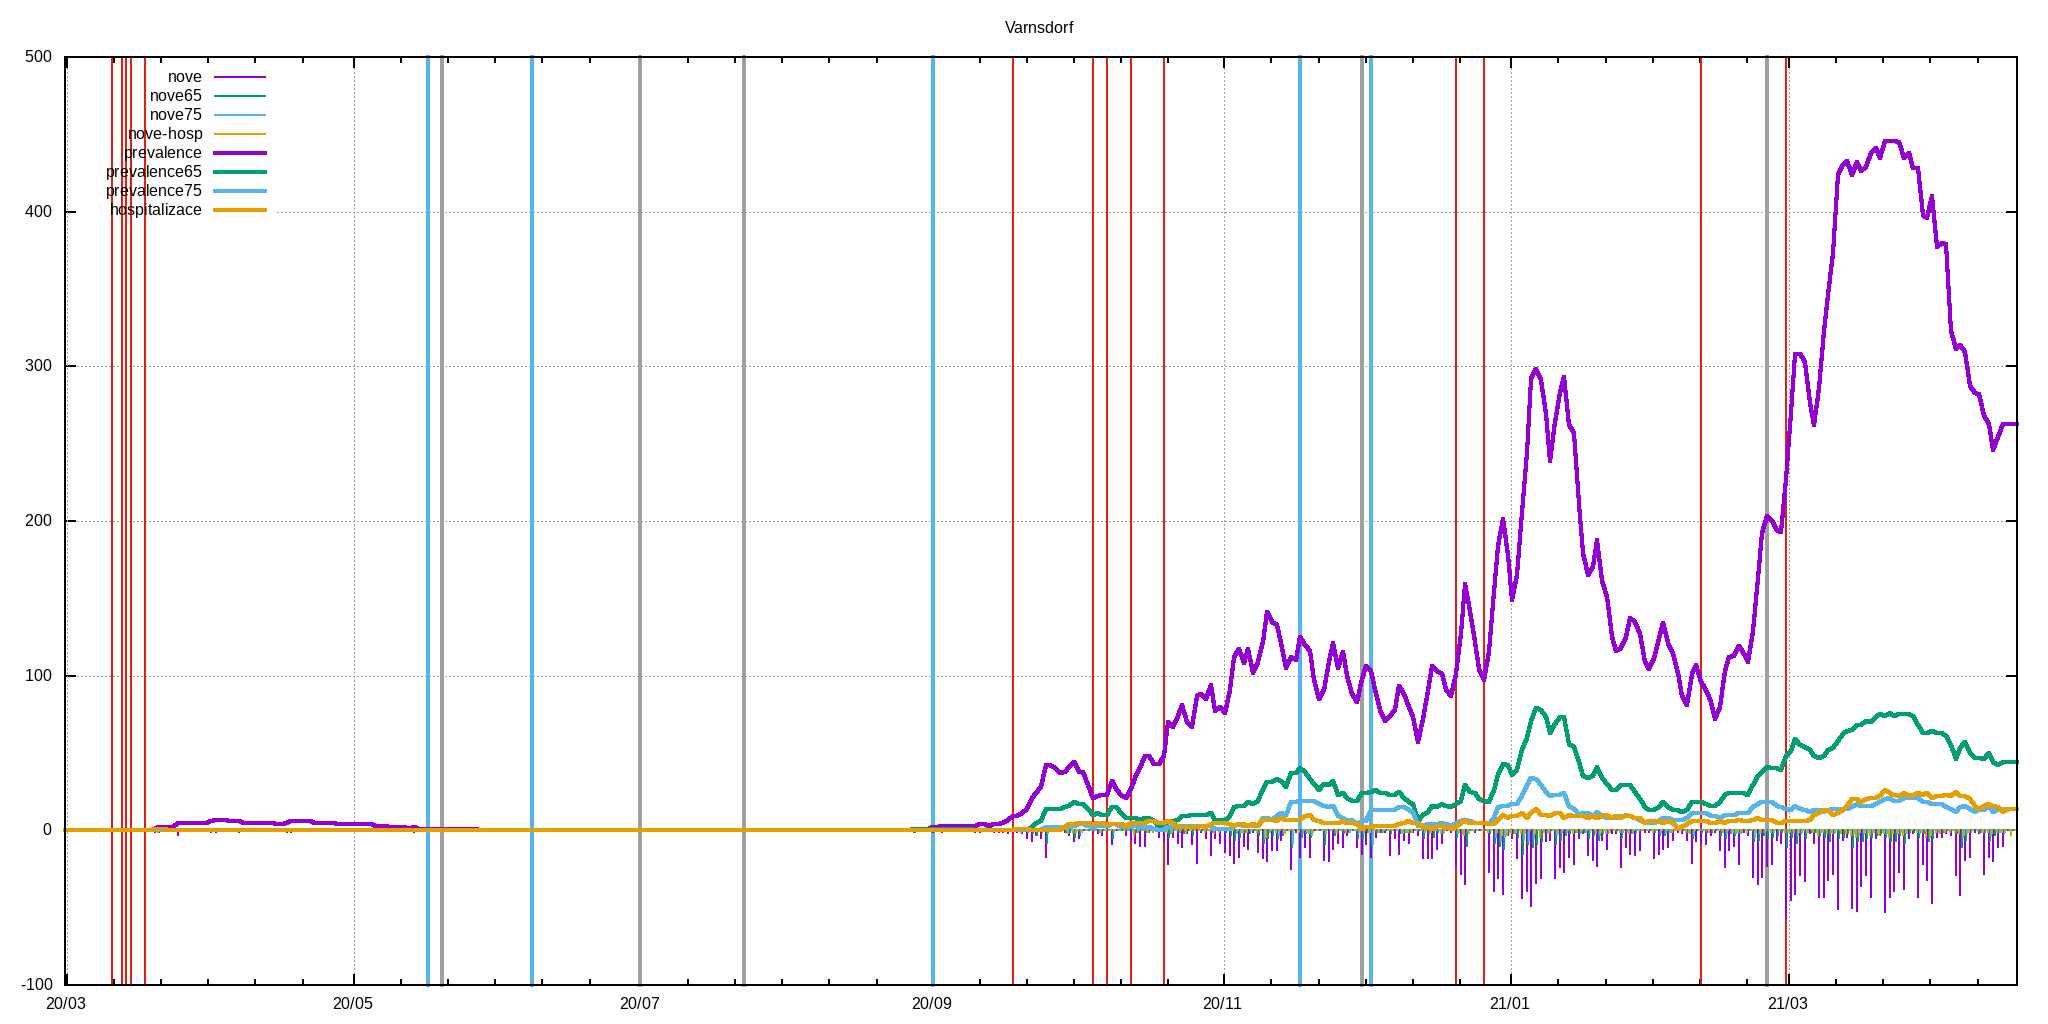 Varnsdorf
500
400
300
200
100
0
-100
nove
nove65
nove75
nove-hosp
prevalence
prevalence65
prevalence75
hospitalizace
20/03 20/05 20/07 20/09 20/11 21/01 21/03